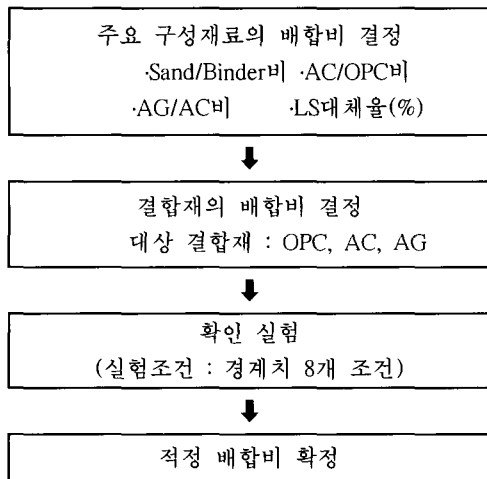 주요 구성재료의 배합비 결정
·Sand/Binder비 ·AC/OPC비
·AG/AC비 ·LS대체율(%)
결합재의 배합비 결정
대상 결합재 : OPC, AC, AG
확인 실험
(실험조건 : 경계치 8개 조건)
적정 배합비 확정